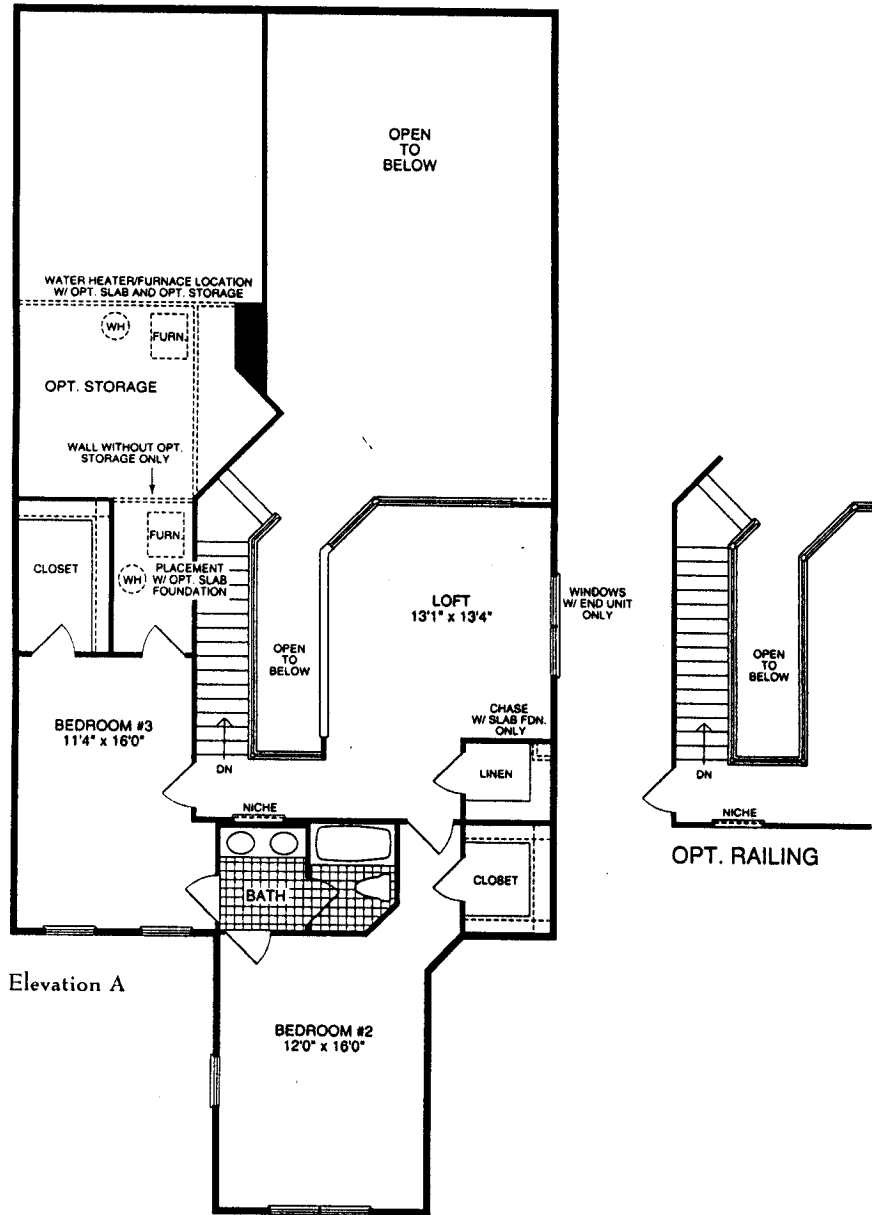 OPEN
TO
BELOW
WATER HEATER/FURNACE LOCATION
W/ OPT. SLAB AND OPT. STORAGE
WH
FURN.
OPT. STORAGE
WALL WITHOUT OPT.
STORAGE ONLY
FURN.
CLOSET
WH
PLACEMENT
W/ OPT. SLAB
FOUNDATION
LOFT
13'1" x 13'4"
WINDOWS
W/ END UNIT
ONLY
OPEN
TO
BELOW
OPEN
TO
BELOW
BEDROOM #3
11'4" x 16'0"
CHASE
W/ SLAB FDN.
ONLY
DN
LINEN
DN
NICHE
NICHE
OPT. RAILING
BATH
CLOSET
Elevation A
BEDROOM #2
12'0" x 16'0"